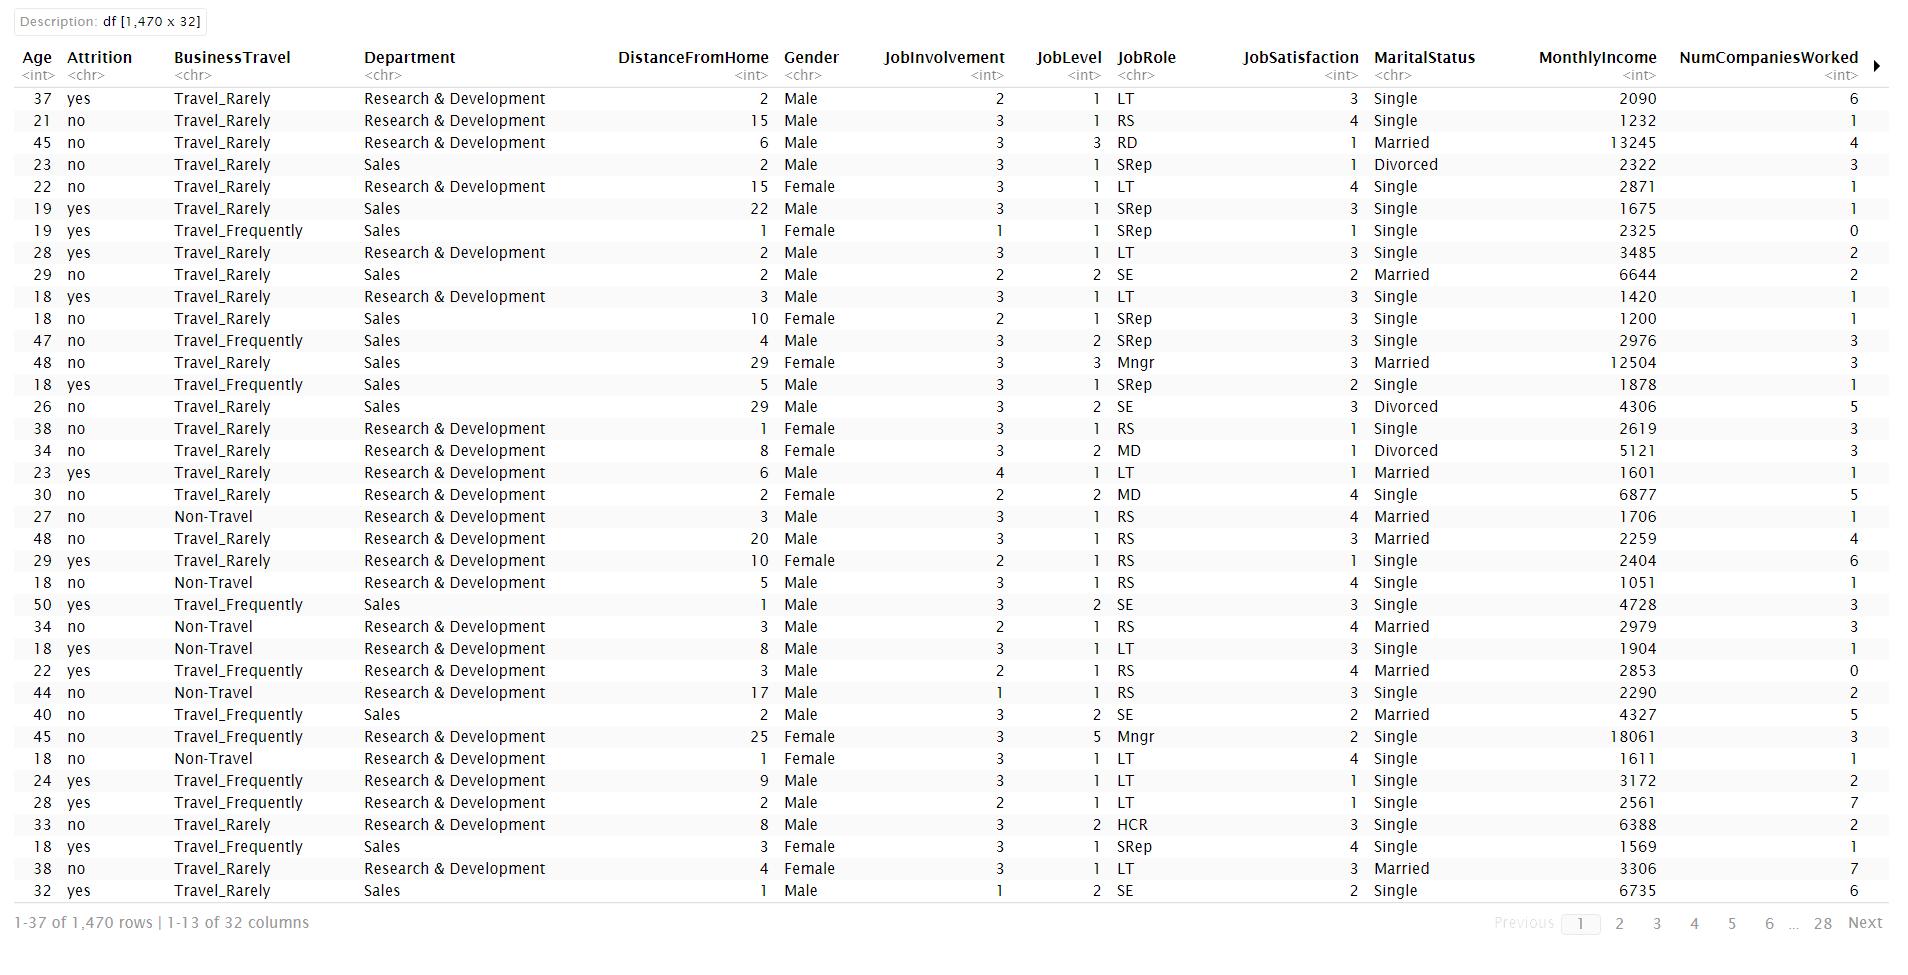 Description: df [1,470 x 32]
Age Attrition BusinessTravel Department DistanceFromHome Gender JobInvolvement JobLevel JobRole JobSatisfaction MaritalStatus MonthlyIncome NumCompaniesWorked
<int> <chr> <chr> <chr> <int> <chr> <int> <int> <chr> <int> <chr> <int> <int>
37 yes Travel_Rarely Research & Development 2 Male 2 1 LT 3 Single 2090 6
21 no Travel_Rarely Research & Development 15 Male 3 1 RS 4 Single 1232 1
45 no Travel_Rarely Research & Development 6 Male 3 3 RD 1 Married 13245 4
23 no Travel_Rarely Sales 2 Male 3 1 SRep 1 Divorced 2322 3
22 no Travel_Rarely Research & Development 15 Female 3 1 LT 4 Single 2871 1
19 yes Travel_Rarely Sales 22 Male 3 1 SRep 3 Single 1675 1
19 yes Travel_Frequently Sales 1 Female 1 1 SRep 1 Single 2325 0
28 yes Travel_Rarely Research & Development 2 Male 3 1 LT 3 Single 3485 2
29 no Travel_Rarely Sales 2 Male 2 2 SE 2 Married 6644 2
18 yes Travel_Rarely Research & Development 3 Male 3 1 LT 3 Single 1420 1
18 no Travel_Rarely Sales 10 Female 2 1 SRep 3 Single 1200 1
47 no Travel_Frequently Sales 4 Male 3 2 SRep 3 Single 2976 3
48 no Travel_Rarely Sales 29 Female 3 3 Mngr 3 Married 12504 3
18 yes Travel_Frequently Sales 5 Male 3 1 SRep 2 Single 1878 1
26 no Travel_Rarely Sales 29 Male 3 2 SE 3 Divorced 4306 5
38 no Travel_Rarely Research & Development 1 Female 3 1 RS 1 Single 2619 3
34 no Travel_Rarely Research & Development 8 Female 3 2 MD 1 Divorced 5121 3
23 yes Travel_Rarely Research & Development 6 Male 4 1 LT 1 Married 1601 1
30 no Travel_Rarely Research & Development 2 Female 2 2 MD 4 Single 6877 5
27 no Non-Travel Research & Development 3 Male 3 1 RS 4 Married 1706 1
48 no Travel_Rarely Research & Development 20 Male 3 1 RS 3 Married 2259 4
29 yes Travel_Rarely Research & Development 10 Female 2 1 RS 1 Single 2404 6
18 no Non-Travel Research & Development 5 Male 3 1 RS 4 Single 1051 1
50 yes Travel_Frequently Sales 1 Male 3 2 SE 3 Single 4728 3
34 no Non-Travel Research & Development 3 Male 2 1 RS 4 Married 2979 3
18 yes Non-Travel Research & Development 8 Male 3 1 LT 3 Single 1904 1
22 yes Travel_Frequently Research & Development 3 Male 2 1 RS 4 Married 2853 0
44 no Non-Travel Research & Development 17 Male 1 1 RS 3 Single 2290 2
40 no Travel_Frequently Sales 2 Male 3 2 SE 2 Married 4327 5
45 no Travel_Frequently Research & Development 25 Female 3 5 Mngr 2 Single 18061 3
18 no Non-Travel Research & Development 1 Female 3 1 LT 4 Single 1611 1
24 yes Travel_Frequently Research & Development 9 Male 3 1 LT 1 Single 3172 2
28 yes Travel_Frequently Research & Development 2 Male 2 1 LT 1 Single 2561 7
33 no Travel_Rarely Research & Development 8 Male 3 2 HCR 3 Single 6388 2
18 yes Travel_Frequently Sales 3 Female 3 1 SRep 4 Single 1569 1
38 no Travel_Rarely Research & Development 4 Female 3 1 LT 3 Married 3306 7
32 yes Travel_Rarely Sales 1 Male 1 2 SE 2 Single 6735 6
1-37 of 1,470 rows | 1-13 of 32 columns Previous 1 2 3 4 5 6 ... 28 Next